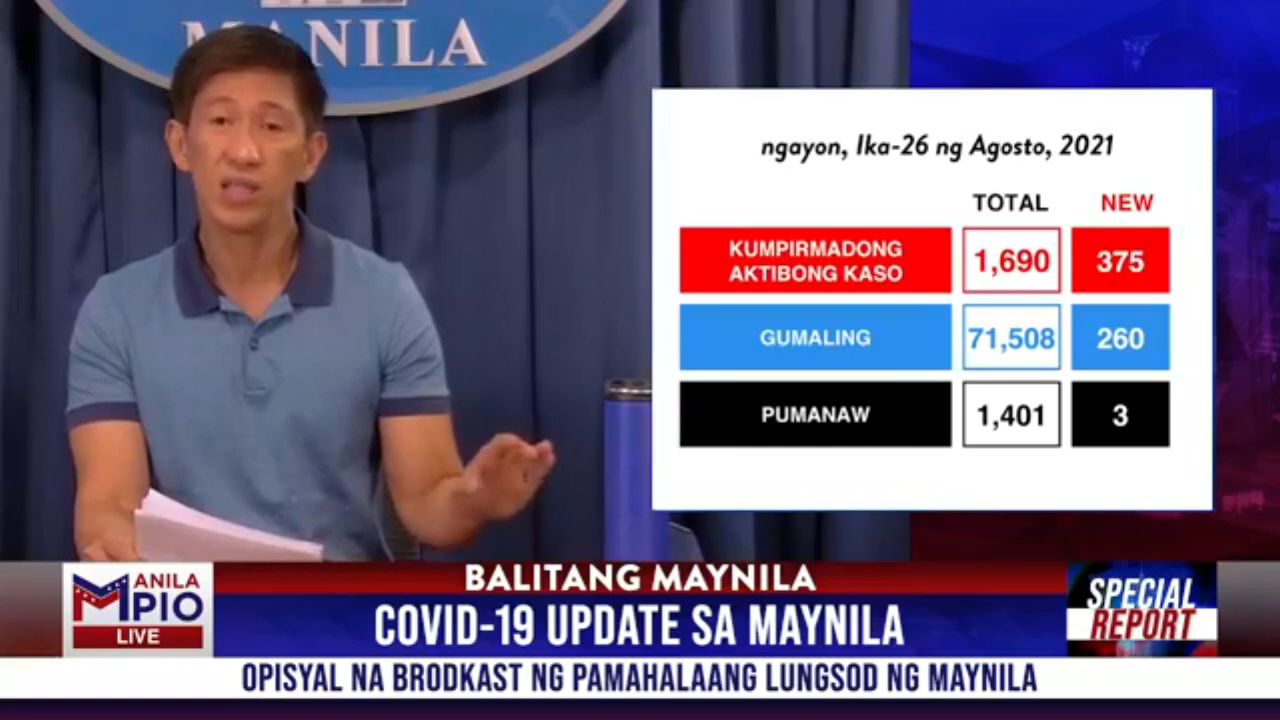 MANILA
ngayon, Ika-26 ng Agosto, 2021
TOTAL NEW
KUMPIRMADONG
AKTIBONG KASO
1,690 375
GUMALING 71,508 260
PUMANAW 1,401 3
MANILA
PIO
LIVE
BALITANG MAYNILA
COVID-19 UPDATE SA MAYNILA
SPECIAL
REPORT
OPISYAL NA BRODKAST NG PAMAHALAANG LUNGSOD NG MAYNILA